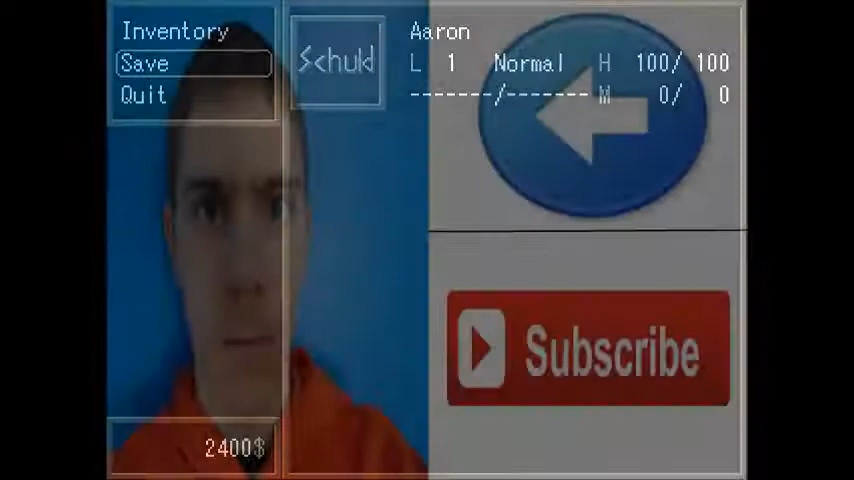 Inventory
Save
Quit
Schuld
Aaron
L 1 Normal H 100/ 100
-------/------- M 0/ 0
Subscribe
2400$